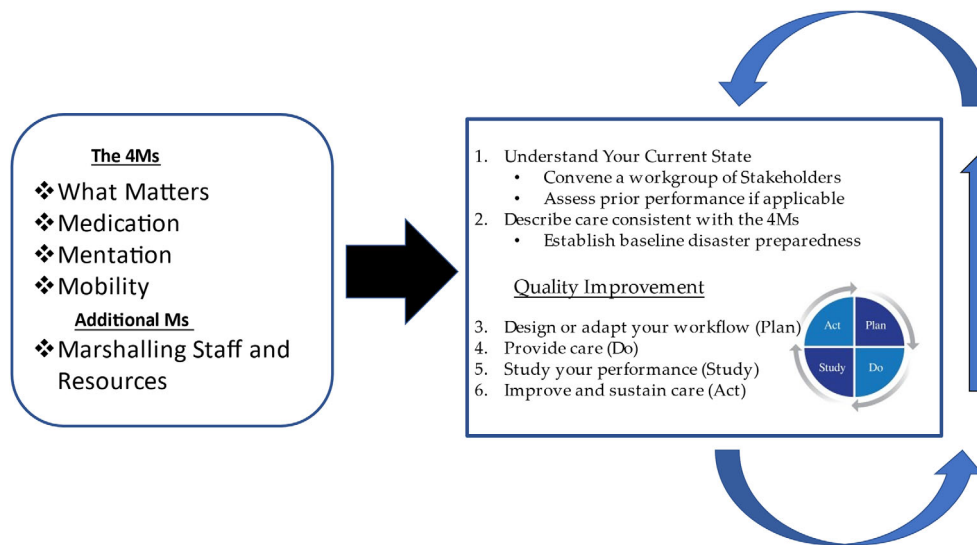 The 4Ms
❖What Matters
❖Medication
❖Mentation
❖Mobility
Additional Ms
❖Marshalling Staff and
Resources
1. Understand Your Current State
• Convene a workgroup of Stakeholders
• Assess prior performance if applicable
2. Describe care consistent with the 4Ms
• Establish baseline disaster preparedness
Quality Improvement
3. Design or adapt your workflow (Plan)
4. Provide care (Do)
5. Study your performance (Study)
6. Improve and sustain care (Act)
Act
Plan
Study
Do